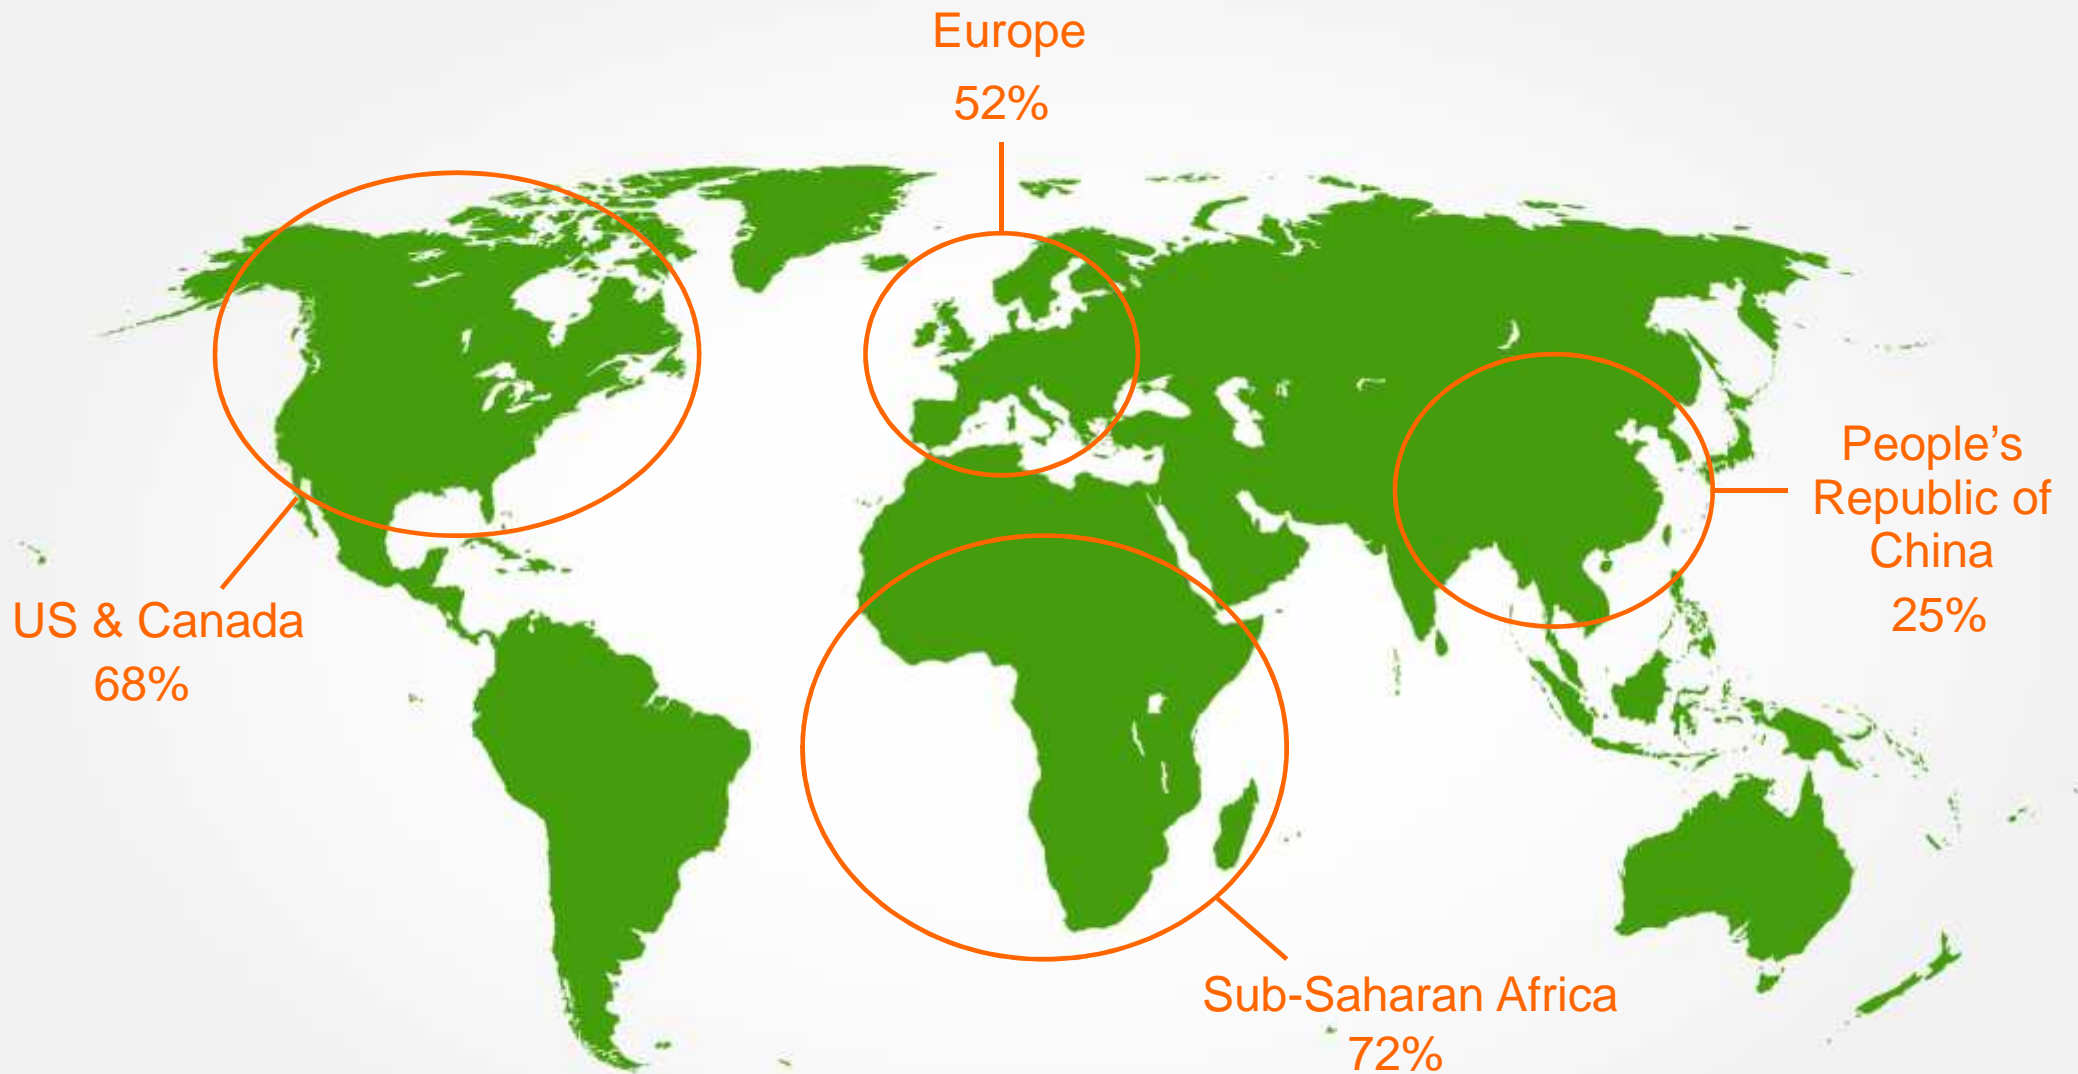 Europe
52%
US & Canada
68%
People’s
Republic of
China
25%
Sub-Saharan Africa
72%